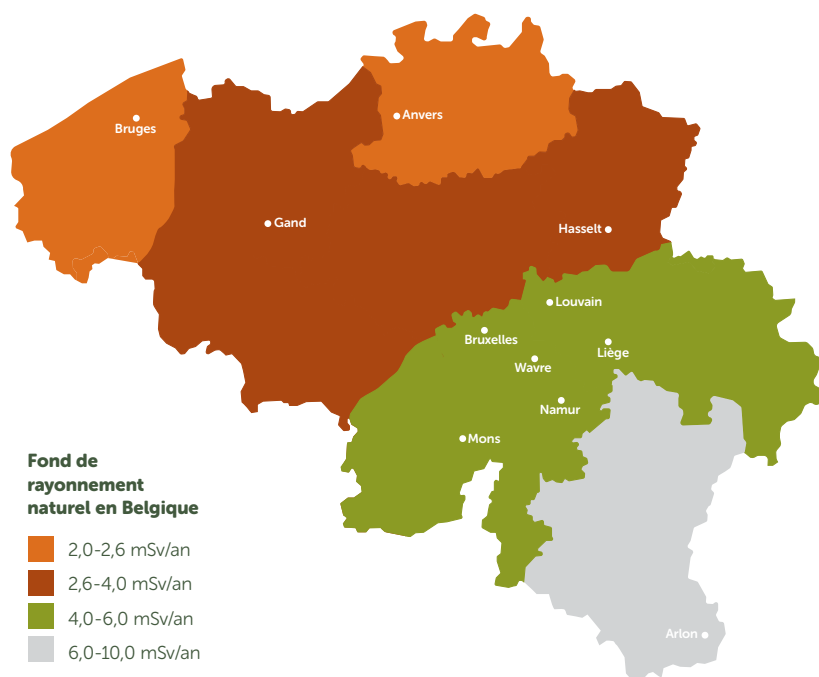 Anvers
Bruges
Gand
Hasselt
Louvain
Bruxelles
Liège
Wavre
Namur
Mons
Fond de
rayonnement
naturel en Belgique
2,0-2,6 mSv/an
2,6-4,0 mSv/an
4,0-6,0 mSv/an
6,0-10,0 mSv/an
Arlon